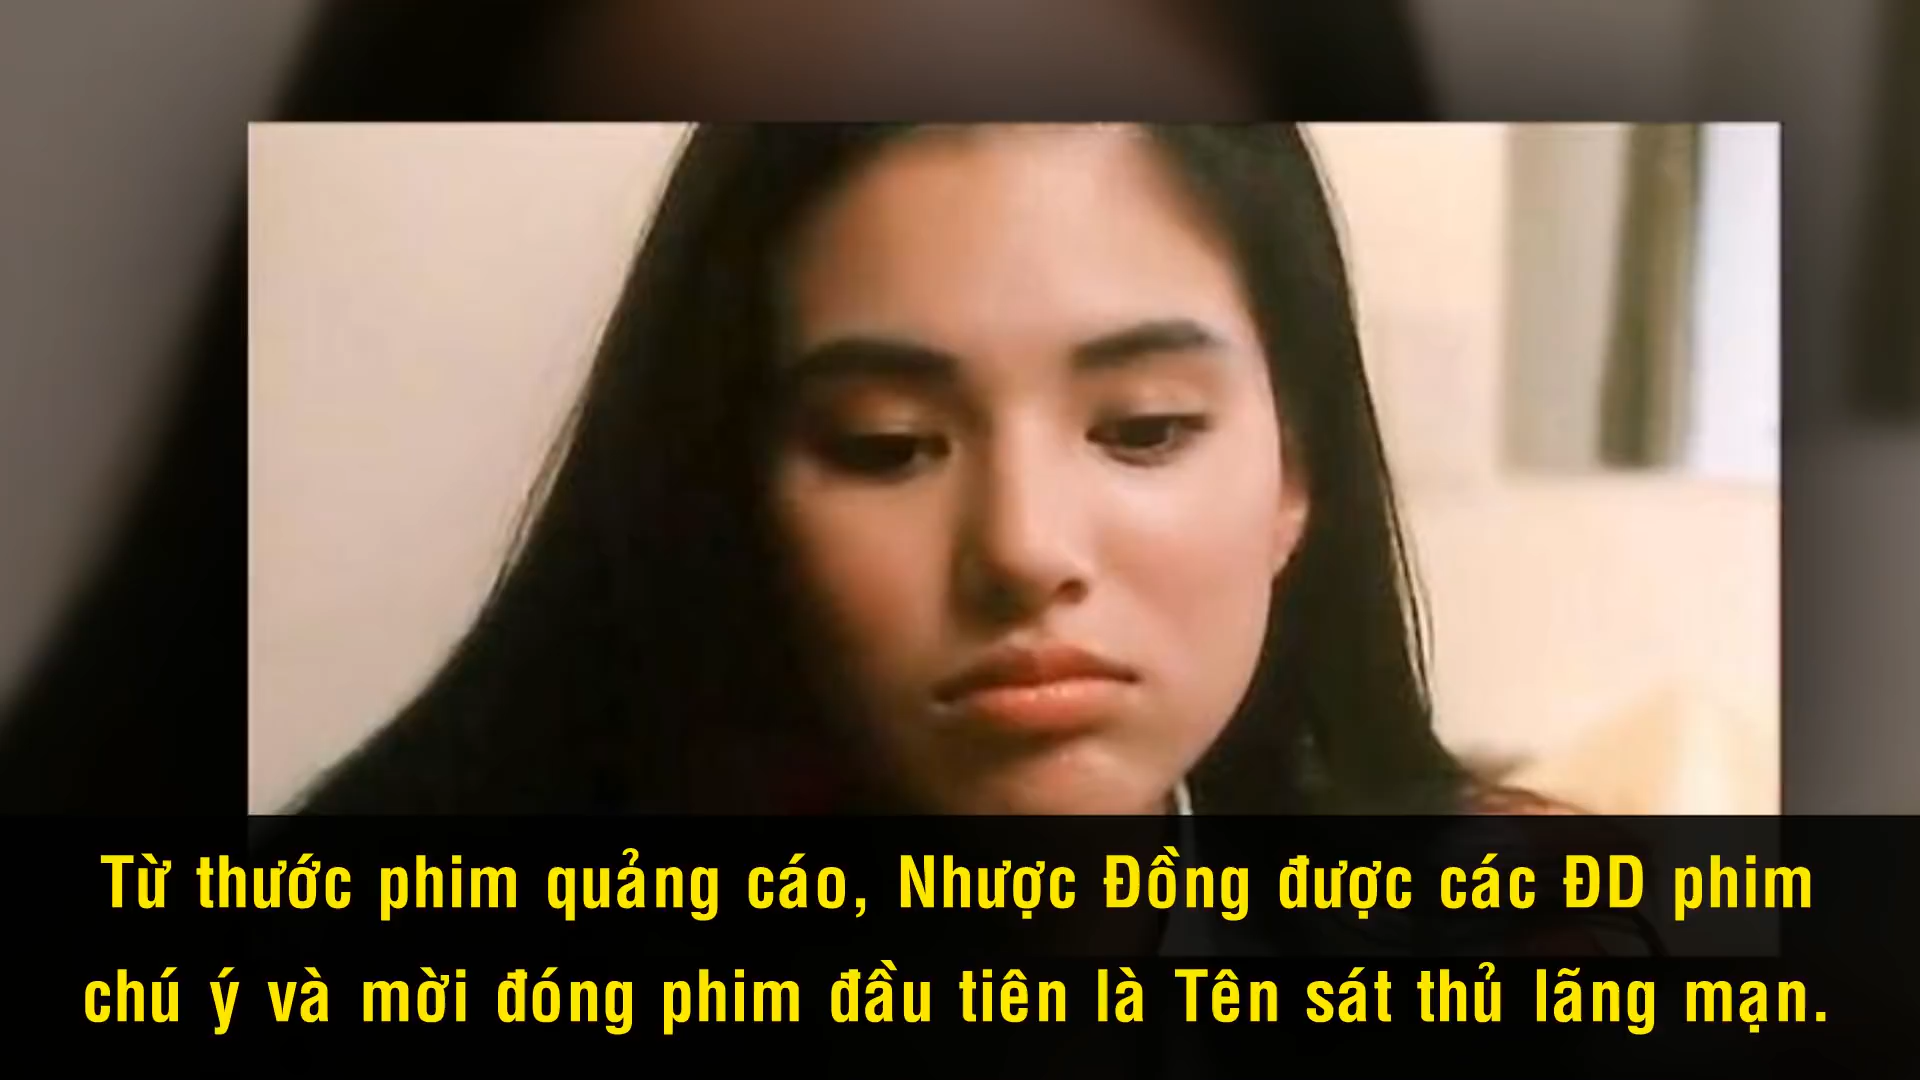 Từ thước phim quảng cáo, Nhược Đồng được các ĐD phim
chú ý và mời đóng phim đầu tiên là Tên sát thủ lãng mạn.